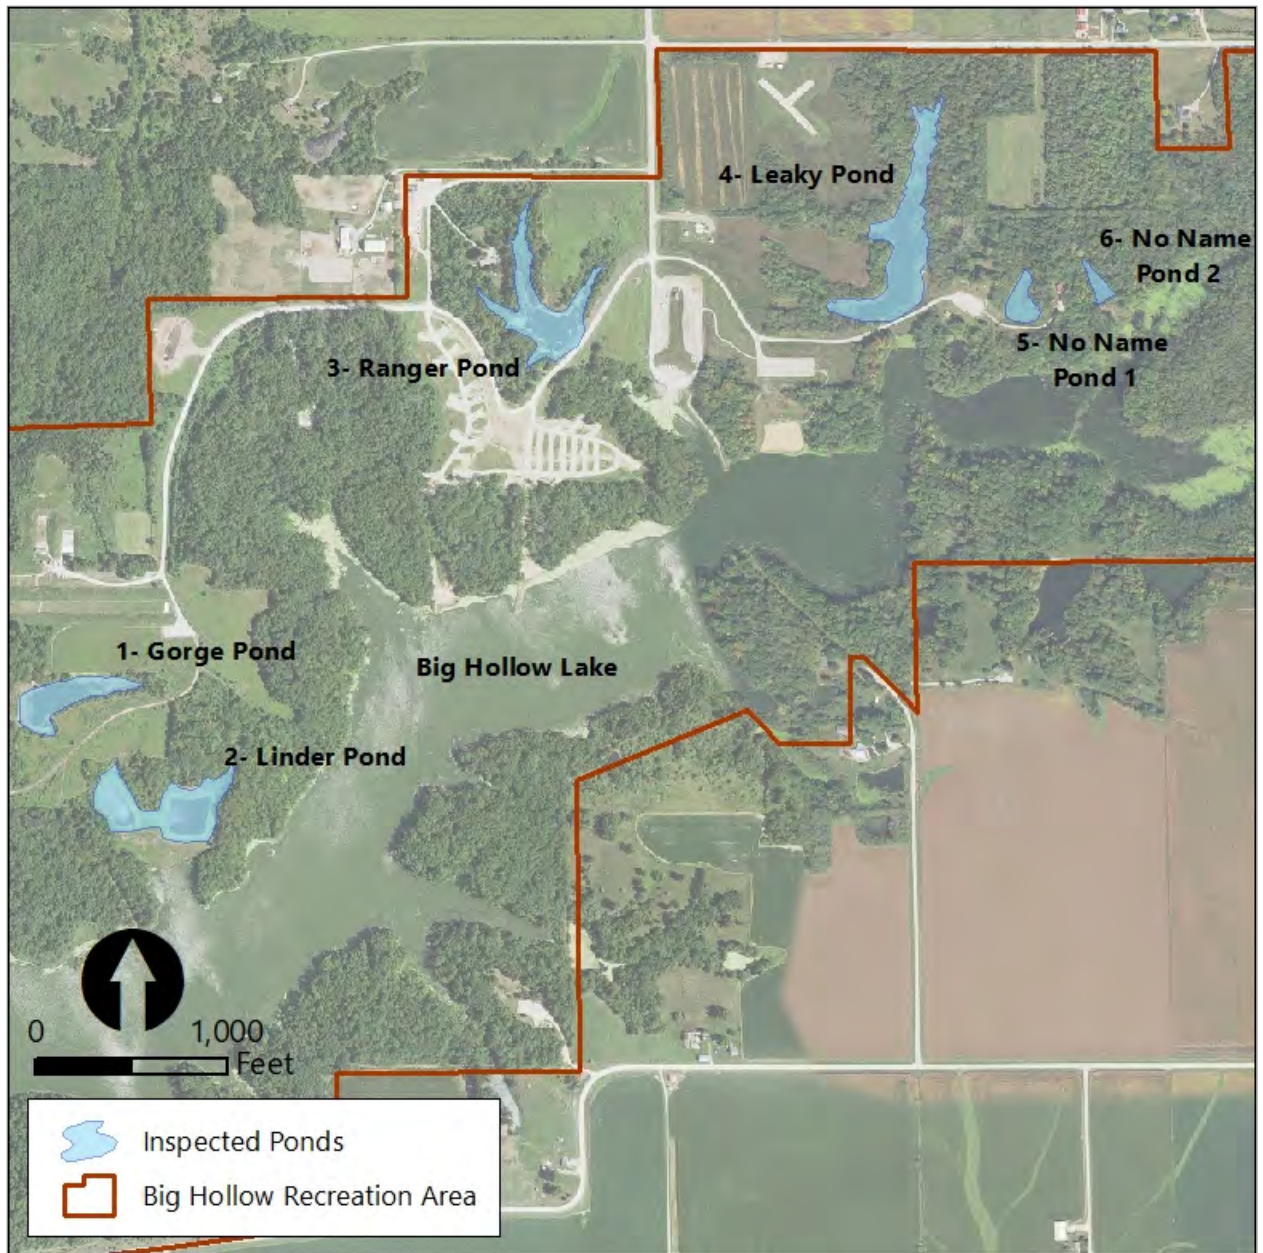 4- Leaky Pond
6- No Name
Pond 2
5- No Name
Pond 1
3- Ranger Pond
1- Gorge Pond
Big Hollow Lake
2- Linder Pond
0 1,000
Feet
Inspected Ponds
Big Hollow Recreation Area